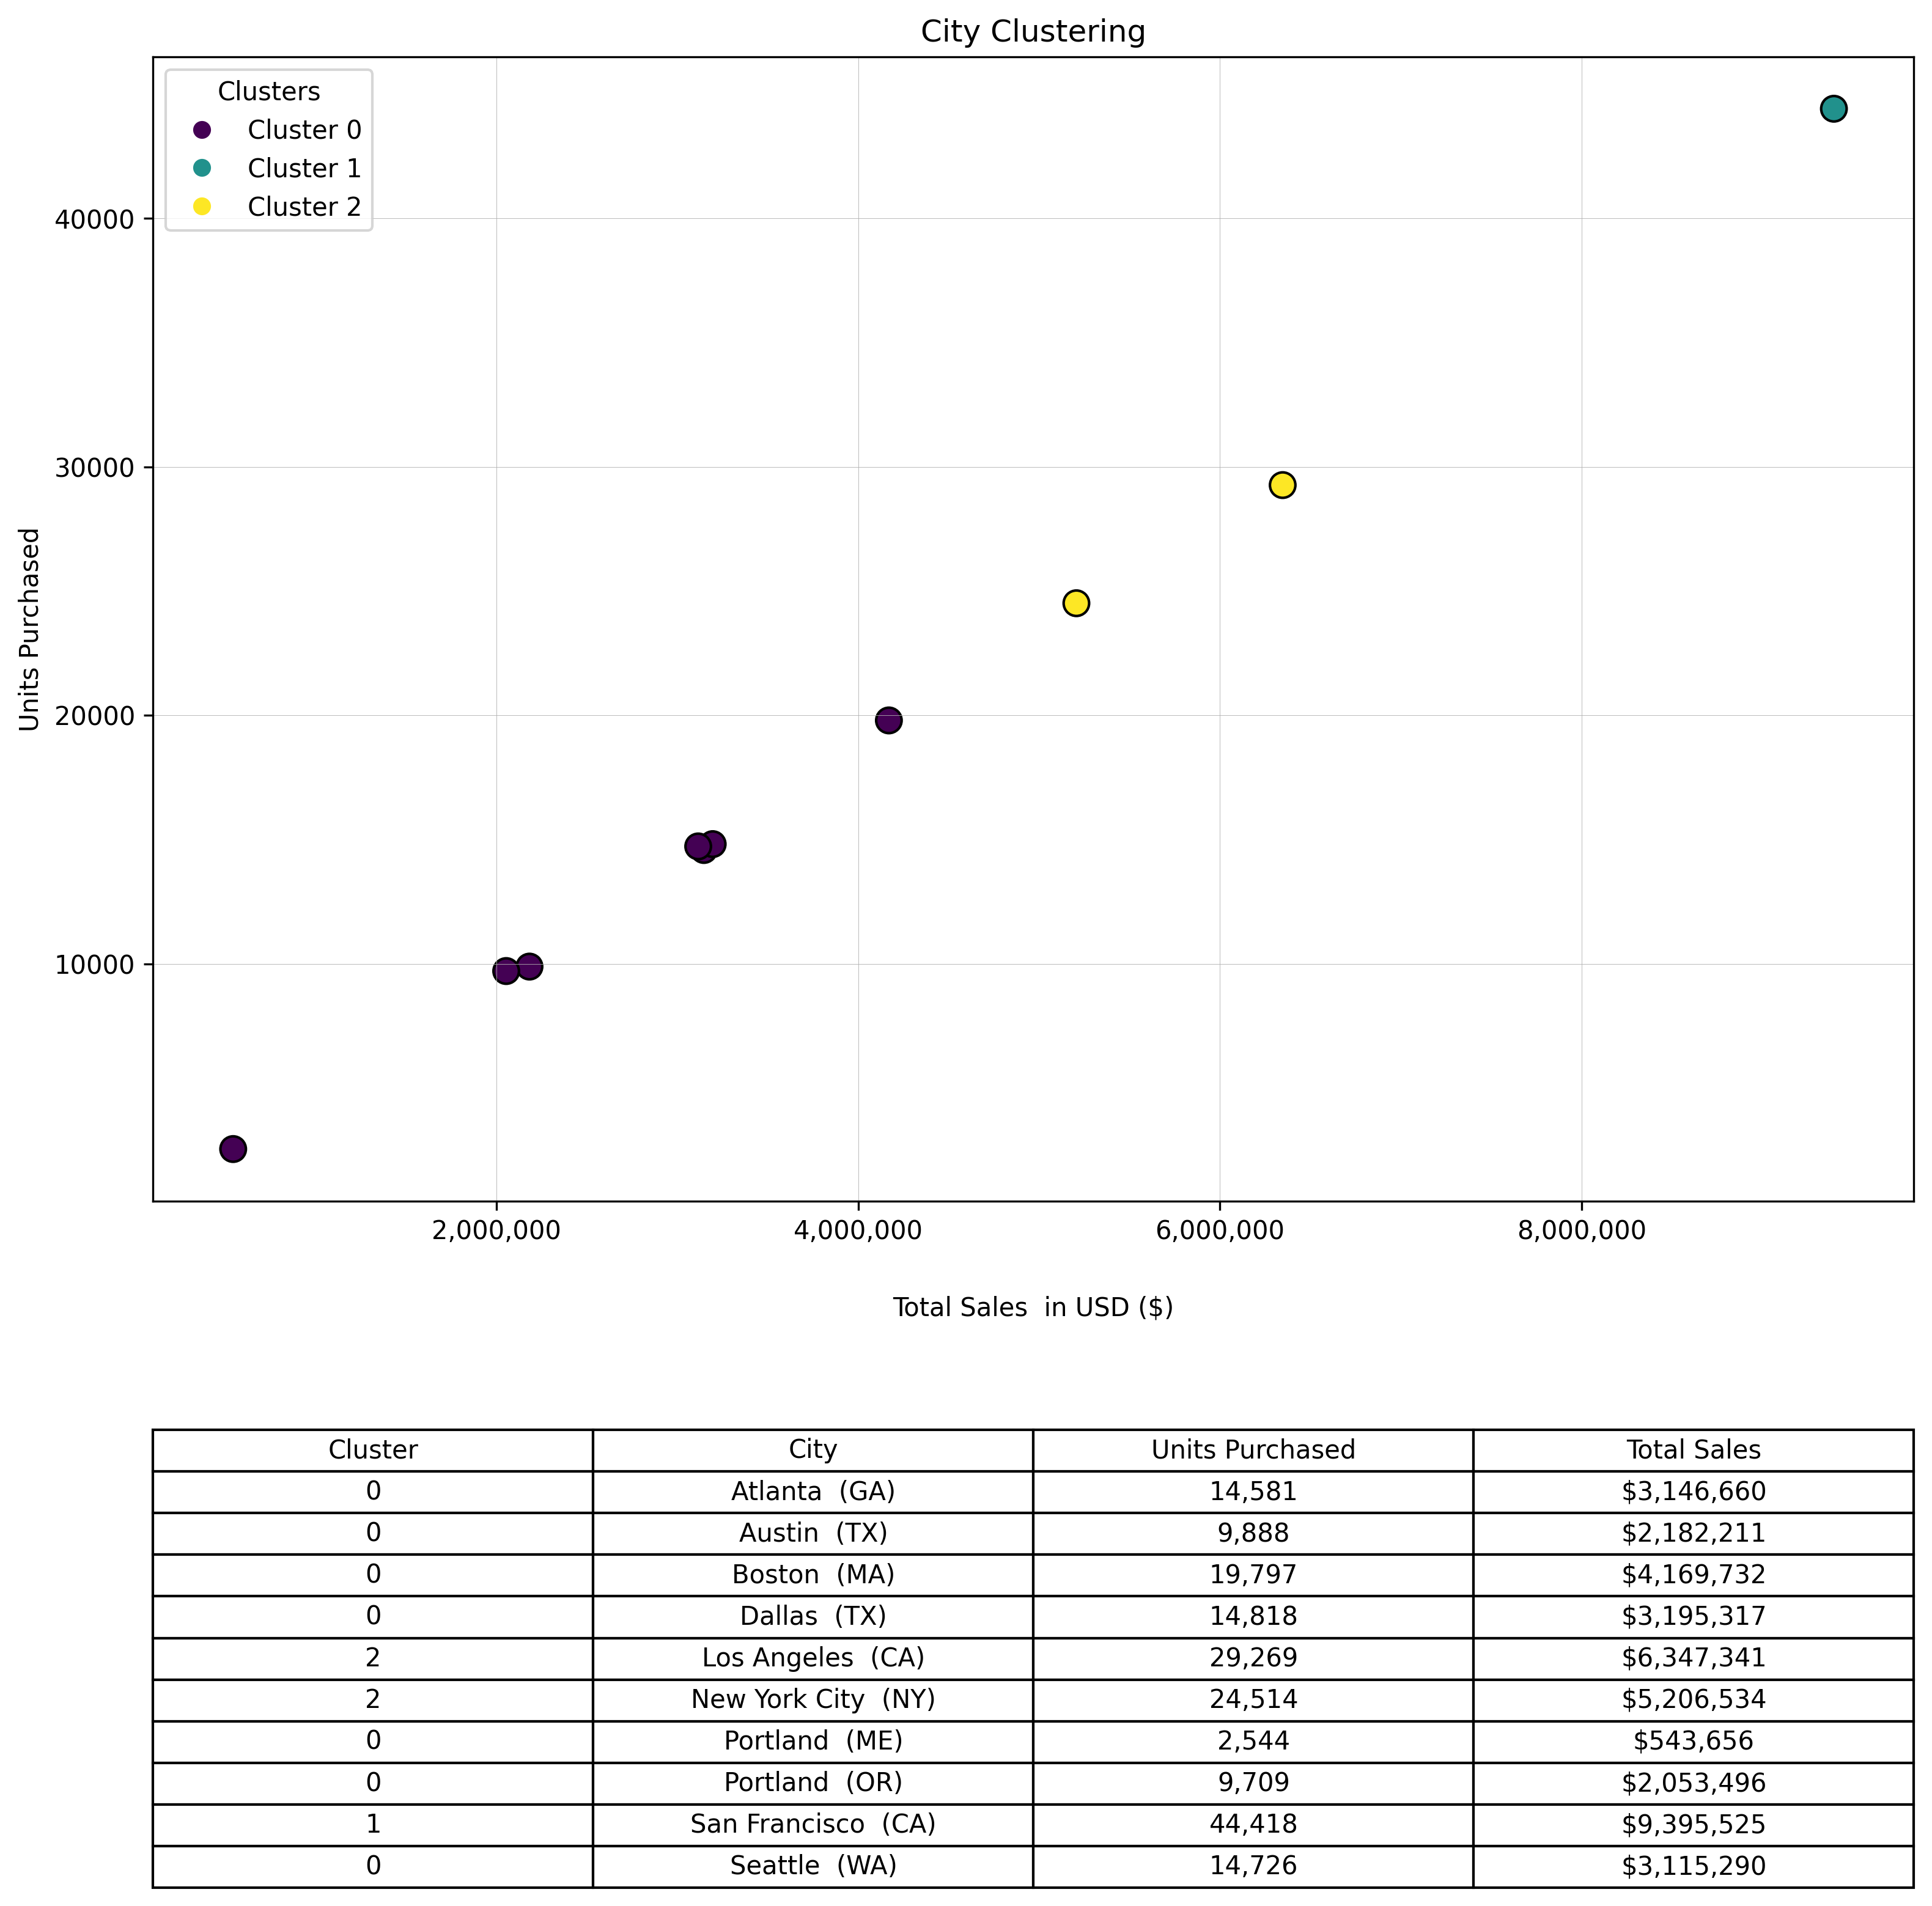 City Clustering
Clusters
Cluster 0
Cluster 1
Cluster 2
40000
30000
20000
10000
Units Purchased
2,000,000 4,000,000 6,000,000 8,000,000
Total Sales  in USD ($)
Cluster City Units Purchased Total Sales
0 Atlanta  (GA) 14,581 $3,146,660
0 Austin  (TX) 9,888 $2,182,211
0 Boston  (MA) 19,797 $4,169,732
0 Dallas  (TX) 14,818 $3,195,317
2 Los Angeles  (CA) 29,269 $6,347,341
2 New York City  (NY) 24,514 $5,206,534
0 Portland  (ME) 2,544 $543,656
0 Portland  (OR) 9,709 $2,053,496
1 San Francisco  (CA) 44,418 $9,395,525
0 Seattle  (WA) 14,726 $3,115,290